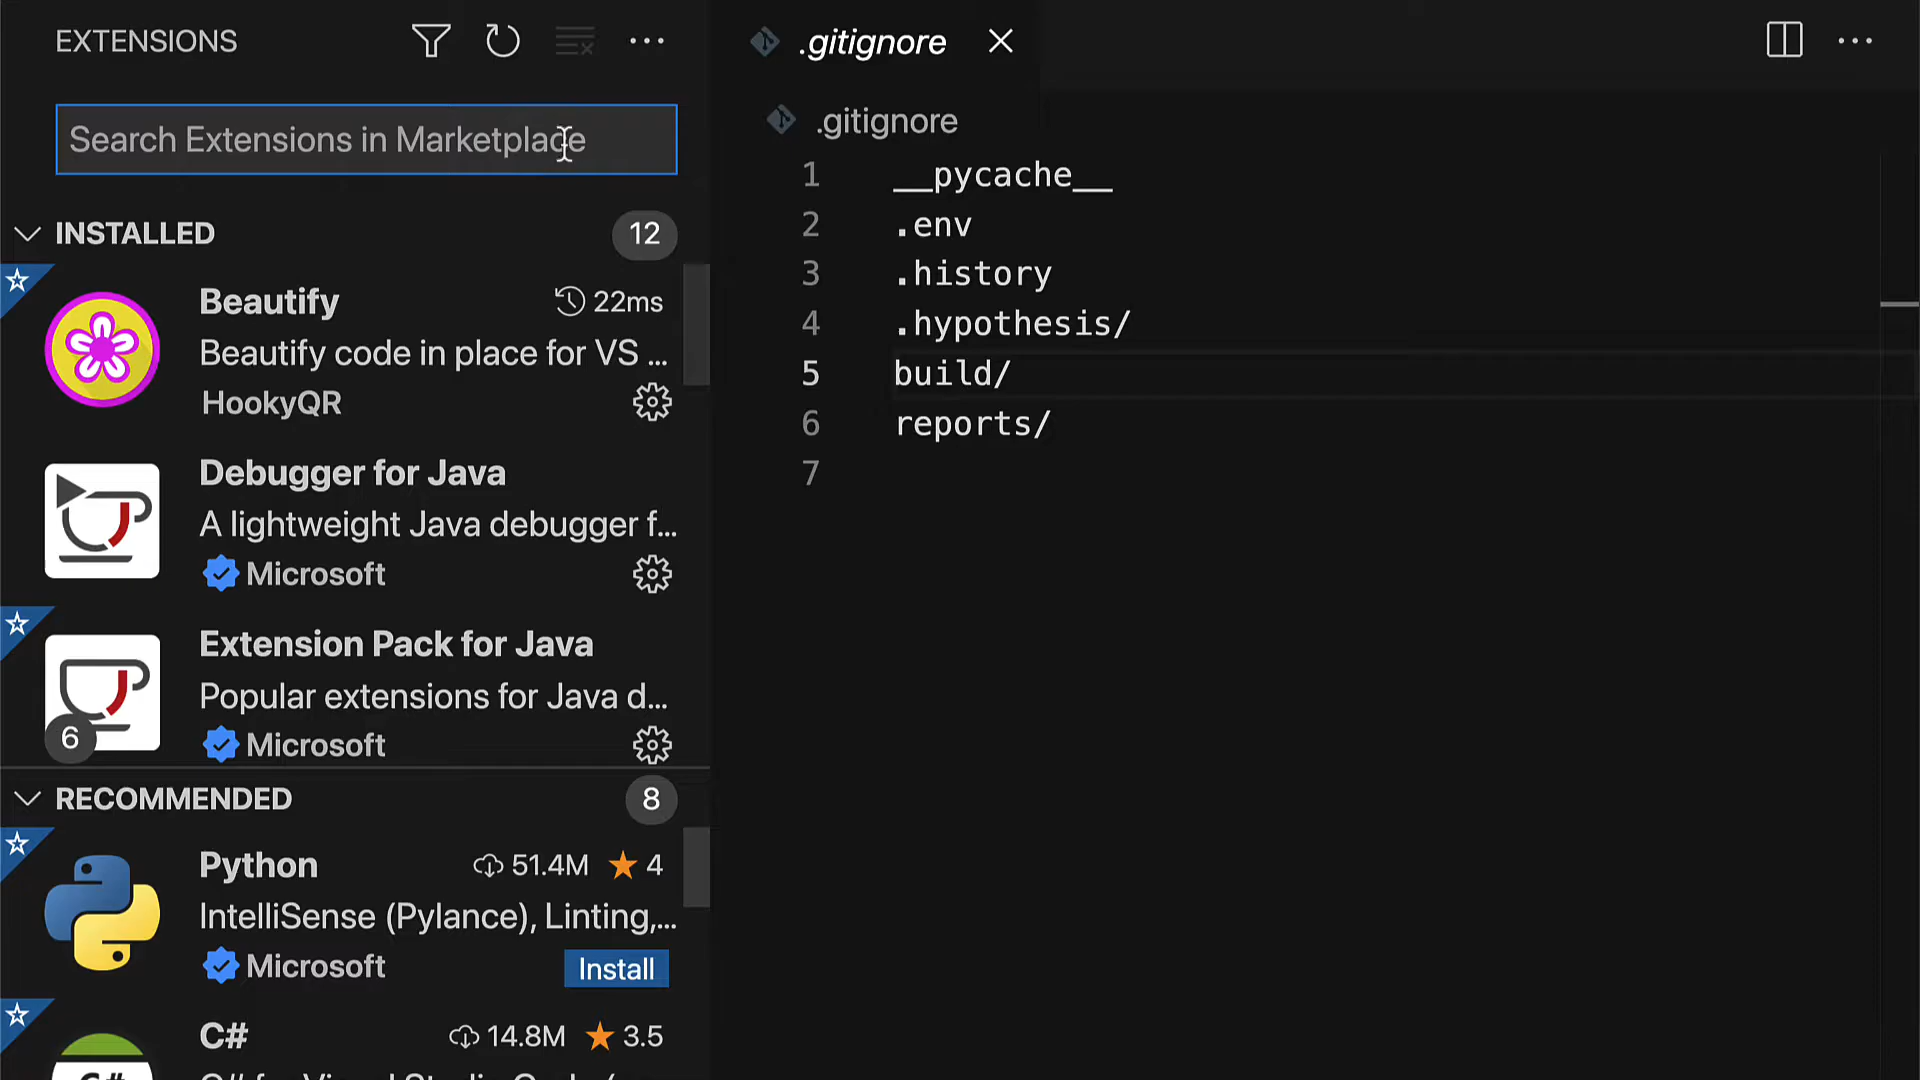 EXTENSIONS
Search Extensions in Marketplace
INSTALLED 12
Beautify 22ms
Beautify code in place for VS ...
HookyQR
Debugger for Java
A lightweight Java debugger f...
Microsoft
Extension Pack for Java
Popular extensions for Java d...
6
Microsoft
RECOMMENDED 8
Python 51.4M 4
IntelliSense (Pylance), Linting,...
Microsoft Install
C# 14.8M 3.5
.gitignore
.gitignore
1 __pycache__
2 .env
3 .history
4 .hypothesis/
5 build/
6 reports/
7